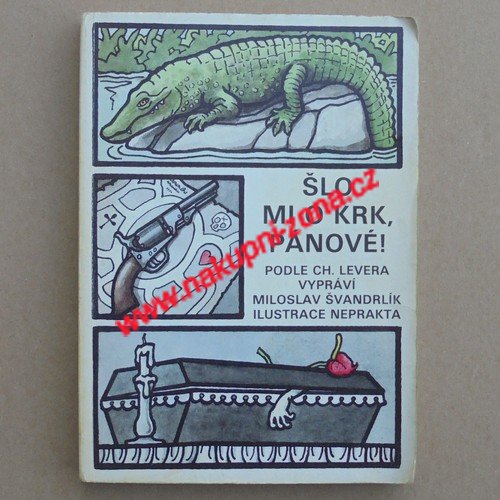 ŠLO
MI O KRK,
PÁNOVÉ!
PODLE CH. LEVERA
VYPRÁVÍ
MILOSLAV ŠVANDRLÍK
ILUSTRACE NEPRAKTA
www.nakupni-zona.cz